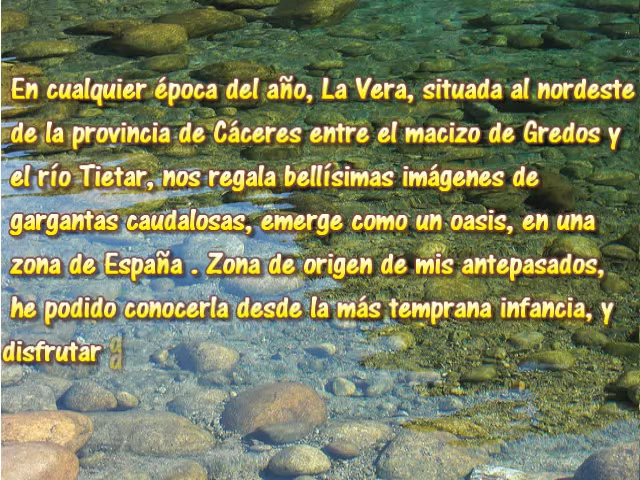 En cualquier época del año, La Vera, situada al nordeste
de la provincia de Cáceres entre el macizo de Gredos y
el río Tietar, nos regala bellísimas imágenes de
gargantas caudalosas, emerge como un oasis, en una
zona de España . Zona de origen de mis antepasados,
he podido conocerla desde la más temprana infancia, y
disfrutar